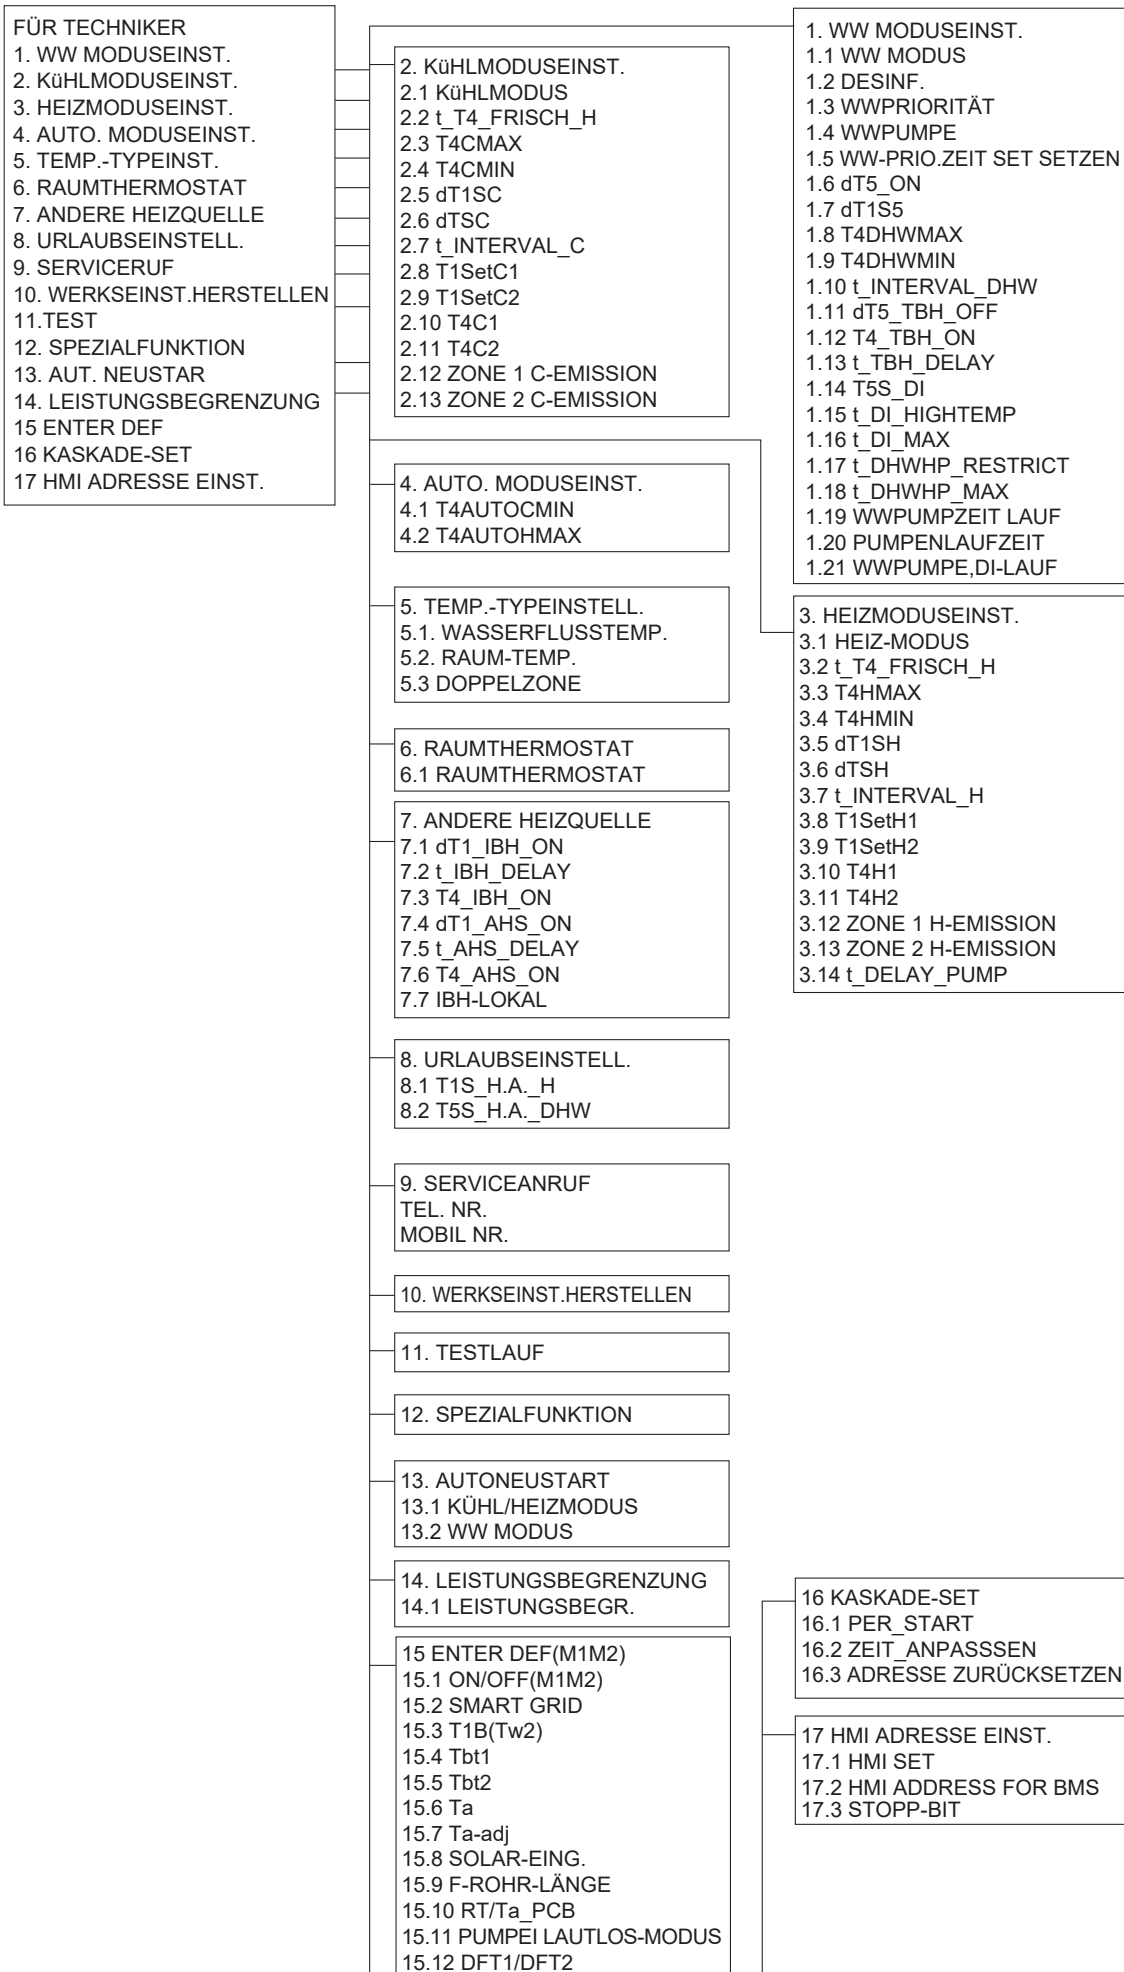 FÜR TECHNIKER
1. WW MODUSEINST.
2. KüHLMODUSEINST.
3. HEIZMODUSEINST.
4. AUTO. MODUSEINST.
5. TEMP.-TYPEINST.
6. RAUMTHERMOSTAT
7. ANDERE HEIZQUELLE
8. URLAUBSEINSTELL.
9. SERVICERUF
10. WERKSEINST.HERSTELLEN
11.TEST
12. SPEZIALFUNKTION
13. AUT. NEUSTAR
14. LEISTUNGSBEGRENZUNG
15 ENTER DEF
16 KASKADE-SET
17 HMI ADRESSE EINST.
1. WW MODUSEINST.
1.1 WW MODUS
1.2 DESINF.
1.3 WWPRIORITÄT
1.4 WWPUMPE
1.5 WW-PRIO.ZEIT SET SETZEN
1.6 dT5_ON
1.7 dT1S5
1.8 T4DHWMAX
1.9 T4DHWMIN
1.10 t_INTERVAL_DHW
1.11 dT5_TBH_OFF
1.12 T4_TBH_ON
1.13 t_TBH_DELAY
1.14 T5S_DI
1.15 t_DI_HIGHTEMP
1.16 t_DI_MAX
1.17 t_DHWHP_RESTRICT
1.18 t_DHWHP_MAX
1.19 WWPUMPZEIT LAUF
1.20 PUMPENLAUFZEIT
1.21 WWPUMPE,DI-LAUF
2. KüHLMODUSEINST.
2.1 KüHLMODUS
2.2 t_T4_FRISCH_H
2.3 T4CMAX
2.4 T4CMIN
2.5 dT1SC
2.6 dTSC
2.7 t_INTERVAL_C
2.8 T1SetC1
2.9 T1SetC2
2.10 T4C1
2.11 T4C2
2.12 ZONE 1 C-EMISSION
2.13 ZONE 2 C-EMISSION
3. HEIZMODUSEINST.
3.1 HEIZ-MODUS
3.2 t_T4_FRISCH_H
3.3 T4HMAX
3.4 T4HMIN
3.5 dT1SH
3.6 dTSH
3.7 t_INTERVAL_H
3.8 T1SetH1
3.9 T1SetH2
3.10 T4H1
3.11 T4H2
3.12 ZONE 1 H-EMISSION
3.13 ZONE 2 H-EMISSION
3.14 t_DELAY_PUMP
4. AUTO. MODUSEINST.
4.1 T4AUTOCMIN
4.2 T4AUTOHMAX
5. TEMP.-TYPEINSTELL.
5.1. WASSERFLUSSTEMP.
5.2. RAUM-TEMP.
5.3 DOPPELZONE
6. RAUMTHERMOSTAT
6.1 RAUMTHERMOSTAT
7. ANDERE HEIZQUELLE
7.1 dT1_IBH_ON
7.2 t_IBH_DELAY
7.3 T4_IBH_ON
7.4 dT1_AHS_ON
7.5 t_AHS_DELAY
7.6 T4_AHS_ON
7.7 IBH-LOKAL
8. URLAUBSEINSTELL.
8.1 T1S_H.A._H
8.2 T5S_H.A._DHW
9. SERVICEANRUF
TEL. NR.
MOBIL NR.
10. WERKSEINST.HERSTELLEN
11. TESTLAUF
12. SPEZIALFUNKTION
13. AUTONEUSTART
13.1 KÜHL/HEIZMODUS
13.2 WW MODUS
14. LEISTUNGSBEGRENZUNG
14.1 LEISTUNGSBEGR.
15 ENTER DEF(M1M2)
15.1 ON/OFF(M1M2)
15.2 SMART GRID
15.3 T1B(Tw2)
15.4 Tbt1
15.5 Tbt2
15.6 Ta
15.7 Ta-adj
15.8 SOLAR-EING.
15.9 F-ROHR-LÄNGE
15.10 RT/Ta_PCB
15.11 PUMPEI LAUTLOS-MODUS
15.12 DFT1/DFT2
16 KASKADE-SET
16.1 PER_START
16.2 ZEIT_ANPASSSEN
16.3 ADRESSE ZURÜCKSETZEN
17 HMI ADRESSE EINST.
17.1 HMI SET
17.2 HMI ADDRESS FOR BMS
17.3 STOPP-BIT